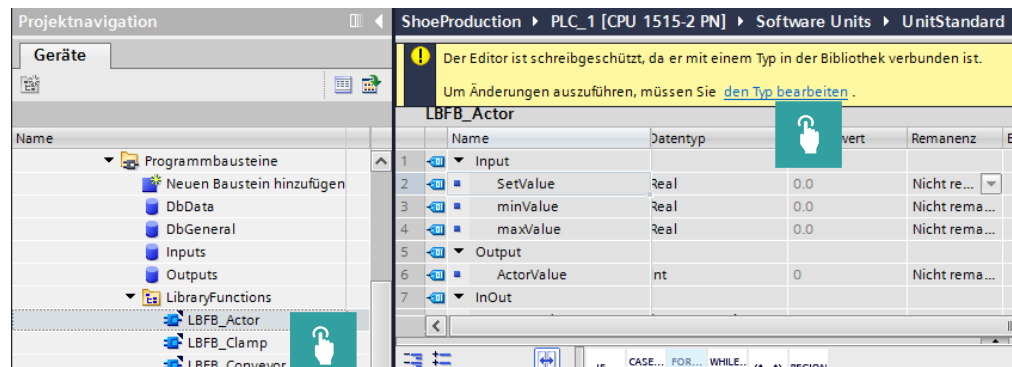 Projektnavigation
ShoeProduction ▸ PLC_1 [CPU 1515-2 PN] ▸ Software Units ▸ UnitStandard
Geräte
Der Editor ist schreibgeschützt, da er mit einem Typ in der Bibliothek verbunden ist.
Um Änderungen auszuführen, müssen Sie den Typ bearbeiten .
LBFB_Actor
Name
Name Datentyp Remanenz
Programmbausteine
1 Input
Neuen Baustein hinzufügen
2 SetValue Real 0.0 Nicht re...
DbData
3 minValue Real 0.0 Nicht rema...
DbGeneral
4 maxValue Real 0.0 Nicht rema...
Inputs
5 Output
Outputs
6 ActorValue 0 Nicht rema...
LibraryFunctions
7 InOut
LBFB_Actor
LBFB_Clamp
LBFB_Conveyor
CASE... FOR... WHILE.. REGION